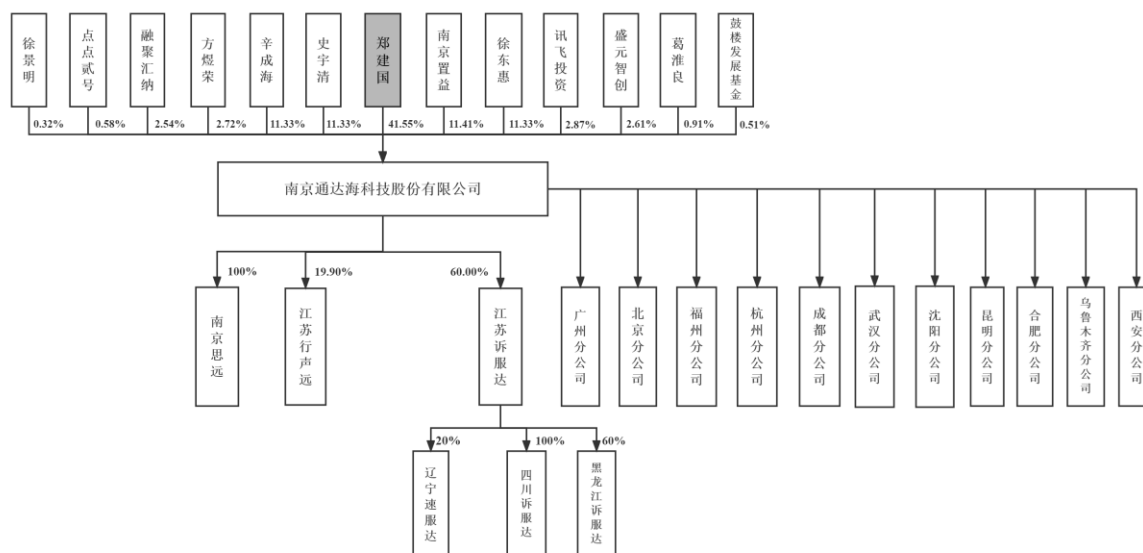 徐景明
点点贰号
融聚汇纳
方煜荣
辛成海
史宇清
郑建国
南京置益
徐东惠
讯飞投资
盛元智创
葛淮良
鼓楼发展基金
0.32%
0.58%
2.54%
2.72%
11.33%
11.33%
41.55%
11.41%
11.33%
2.87%
2.61%
0.91%
0.51%
南京通达海科技股份有限公司
100%
19.90%
60.00%
南京思远
江苏行声远
江苏诉服达
广州分公司
北京分公司
福州分公司
杭州分公司
成都分公司
武汉分公司
沈阳分公司
昆明分公司
合肥分公司
乌鲁木齐分公司
西安分公司
20%
100%
60%
辽宁速服达
四川诉服达
黑龙江诉服达